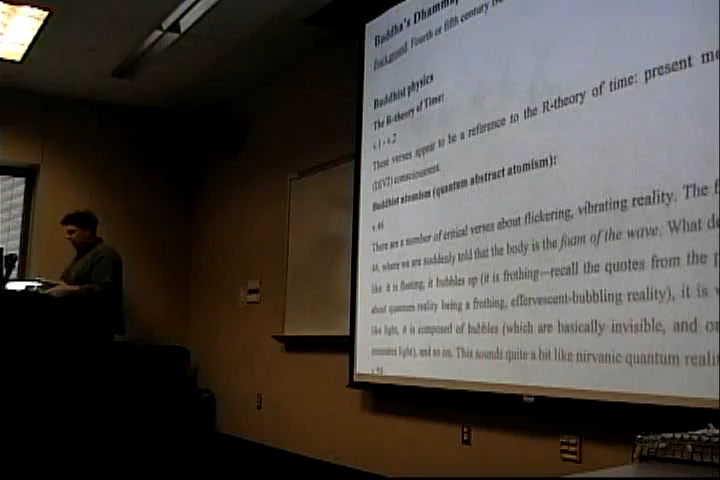 Buddha's Dhamma
Background: Fourth or fifth century
Buddhist physics
The R-theory of Time:
v.1 - v.2
These verses appear to be a reference to the R-theory of time: present
consciousness.
Buddhist atomism (quantum abstract atomism):
v.46
There are a number of critical verses about flickering, vibrating reality. The
46, where we are suddenly told that the body is the foam of the wave. What
like it is floating, it bubbles up (it is frothing—recall the quotes from the
about quantum reality being a frothing, effervescent-bubbling reality), it is
like light, it is composed of bubbles (which are basically invisible, and
light), and so on. This sounds quite a bit like nirvanic quantum